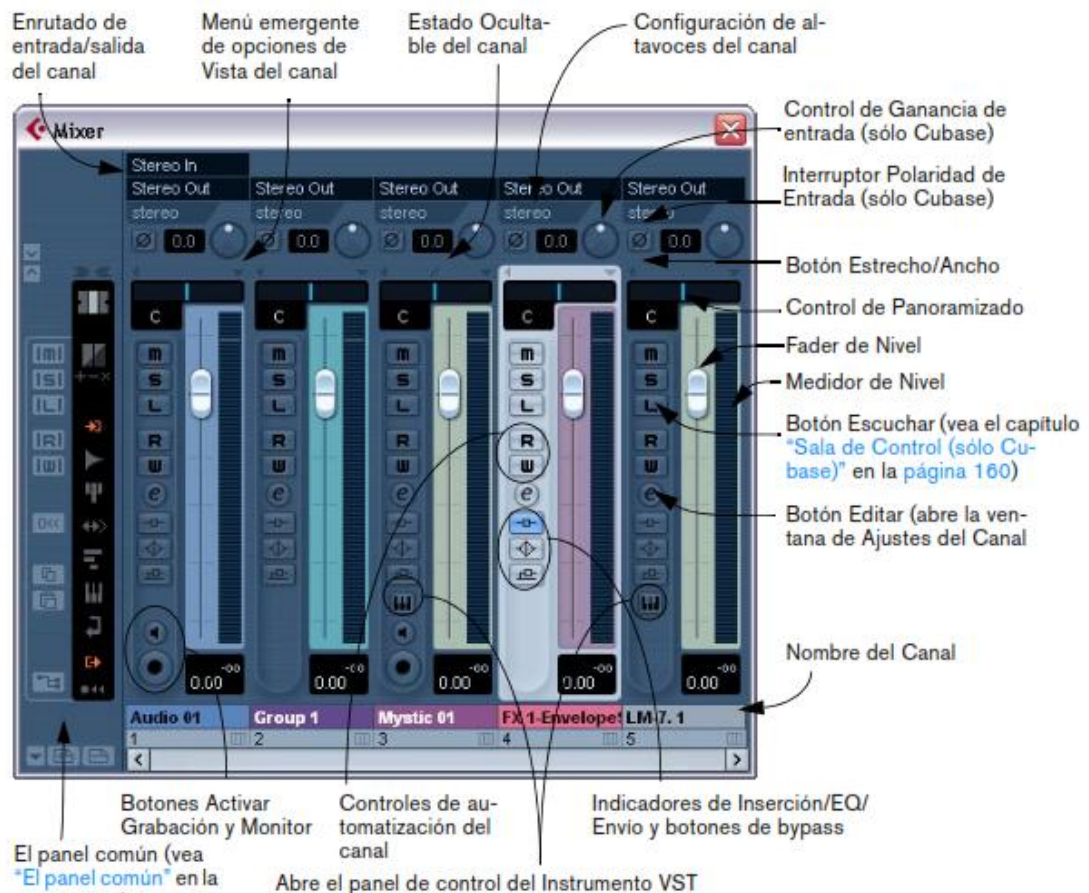 Enrutado de
entrada/salida
del canal
Menú emergente
de opciones de
Vista del canal
Estado Oculta-
ble del canal
Configuración de al-
tavoces del canal
Mixer
Control de Ganancia de
entrada (sólo Cubase)
Interruptor Polaridad de
Entrada (sólo Cubase)
Botón Estrecho/Ancho
Control de Panoramizado
Fader de Nivel
Medidor de Nivel
Botón Escuchar (vea el capítulo
"Sala de Control (sólo Cu-
base)" en la página 160)
Botón Editar (abre la ven-
tana de Ajustes del Canal
Nombre del Canal
Stereo In
Stereo Out Stereo Out Stereo Out Stereo Out Stereo Out
stereo stereo stereo stereo stereo
Ø 0.0 Ø 0.0 Ø 0.0 Ø 0.0 Ø 0.0
C C C C C
m m m m m m
S S S S S S
L L L L L L
R R R R R R
W W W W W W
e e e e e
-oo -oo -oo -oo -oo
0.00 0.00 0.00 0.00 0.00
Audio 01 Group 1 Mystic 01 FX 1-Envelope LM-7. 1
1 2 3 4 5
Botones Activar
Grabación y Monitor
Controles de au-
tomatización del
canal
Indicadores de Inserción/EQ/
Envío y botones de bypass
El panel común (vea
"El panel común" en la
Abre el panel de control del Instrumento VST